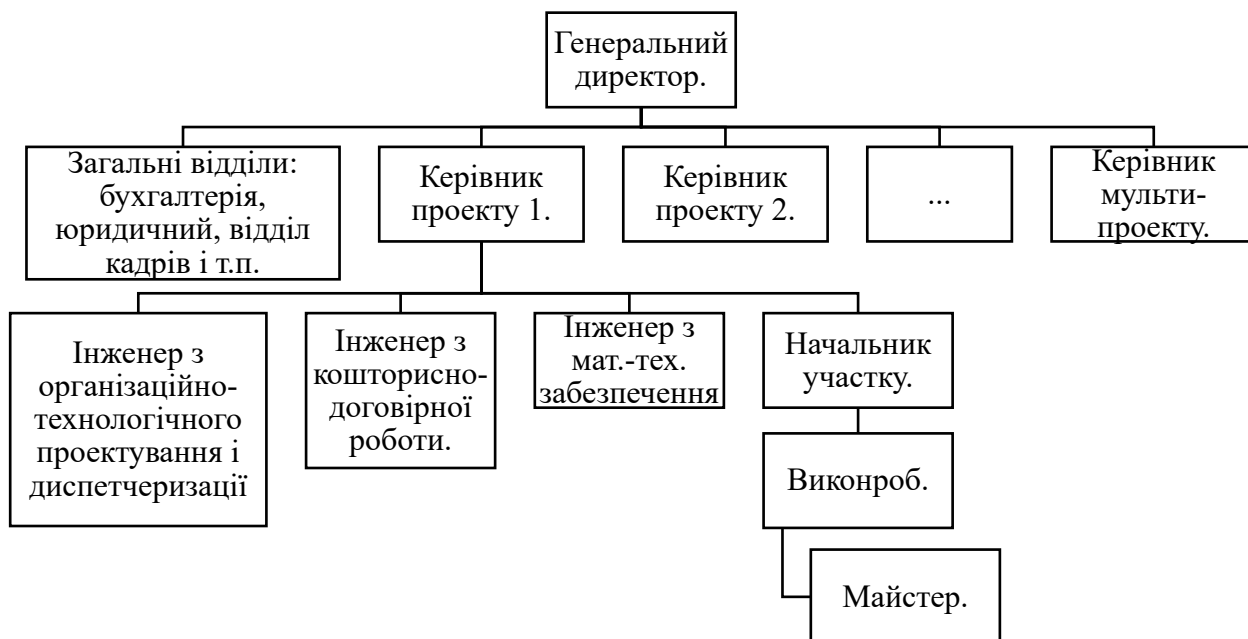 Генеральний
директор.
Загальні відділи:
бухгалтерія,
юридичний, відділ
кадрів і т.п.
Керівник
проекту 1.
Керівник
проекту 2.
...
Керівник
мульти-
проекту.
Інженер з
організаційно-
технологічного
проектування і
диспетчеризації
Інженер з
кошторисно-
договірної
роботи.
Інженер з
мат.-тех.
забезпечення
Начальник
участку.
Виконроб.
Майстер.